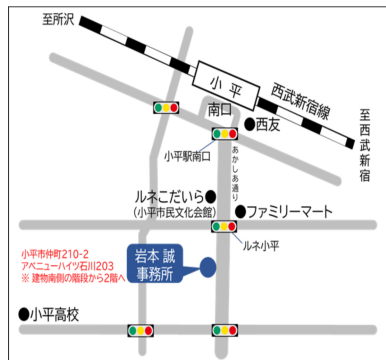 至所沢
小平
南口
西武新宿線
至西武新宿
西友
小平駅南口
あかしあ通り
ルネこだいら
(小平市民文化会館)
ファミリーマート
ルネ小平
小平市仲町210-2
アベニューハイツ石川203
※ 建物南側の階段から2階へ
岩本 誠
事務所
小平高校